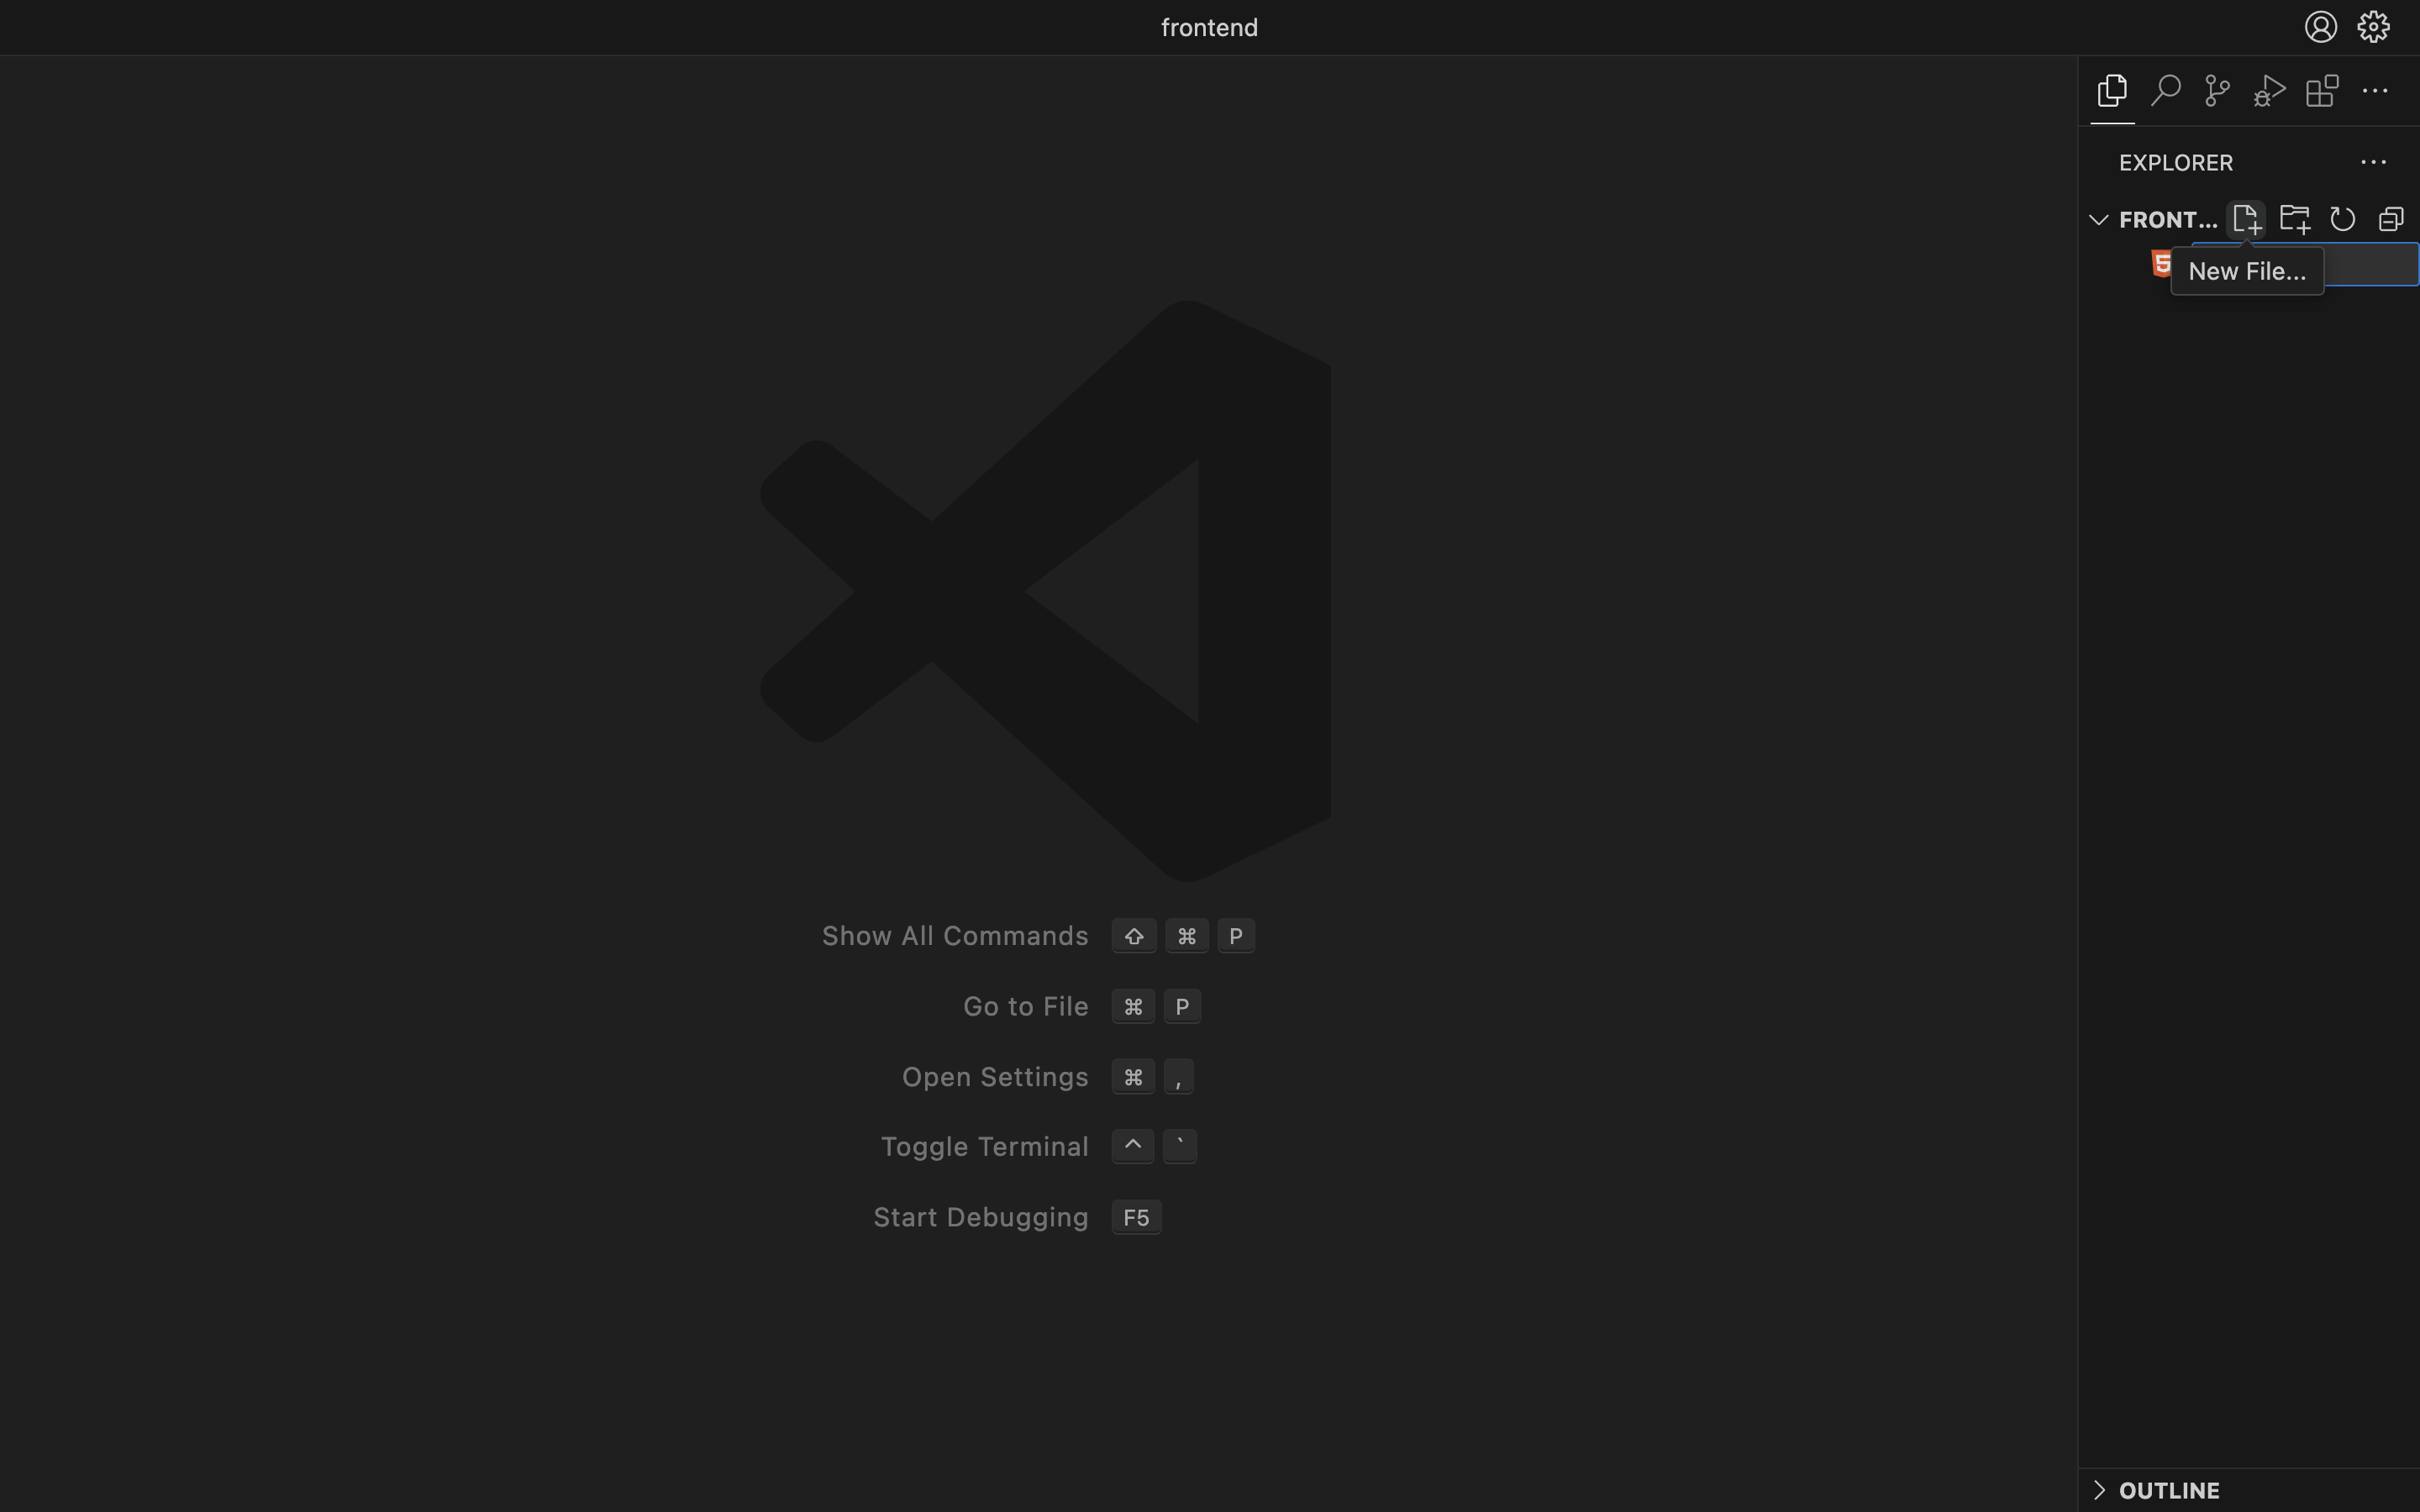 frontend
EXPLORER
FRONT...
New File...
Show All Commands ⇧ ⌘ P
Go to File ⌘ P
Open Settings ⌘ ,
Toggle Terminal ^ `
Start Debugging F5
OUTLINE